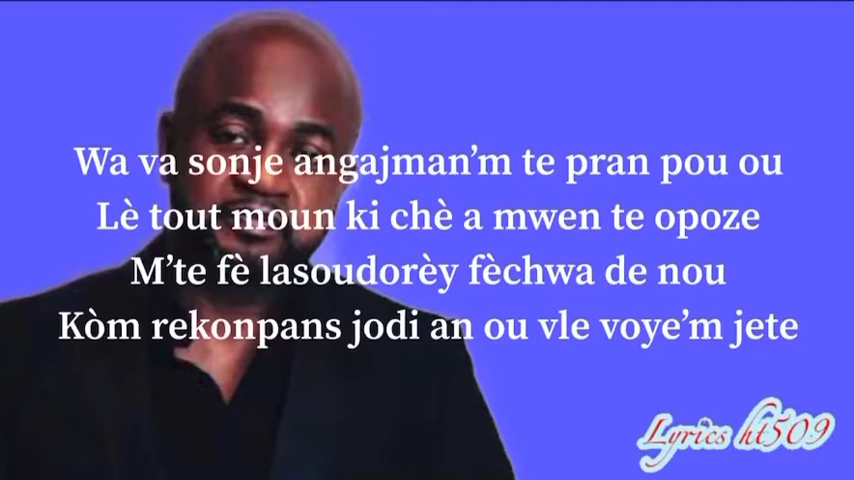 Wa va sonje angajman’m te pran pou ou
Lè tout moun ki chè a mwen te opoze
M’te fè lasoudorèy fèchwa de nou
Kòm rekonpans jodi an ou vle voye’m jete
Lyrics ht509